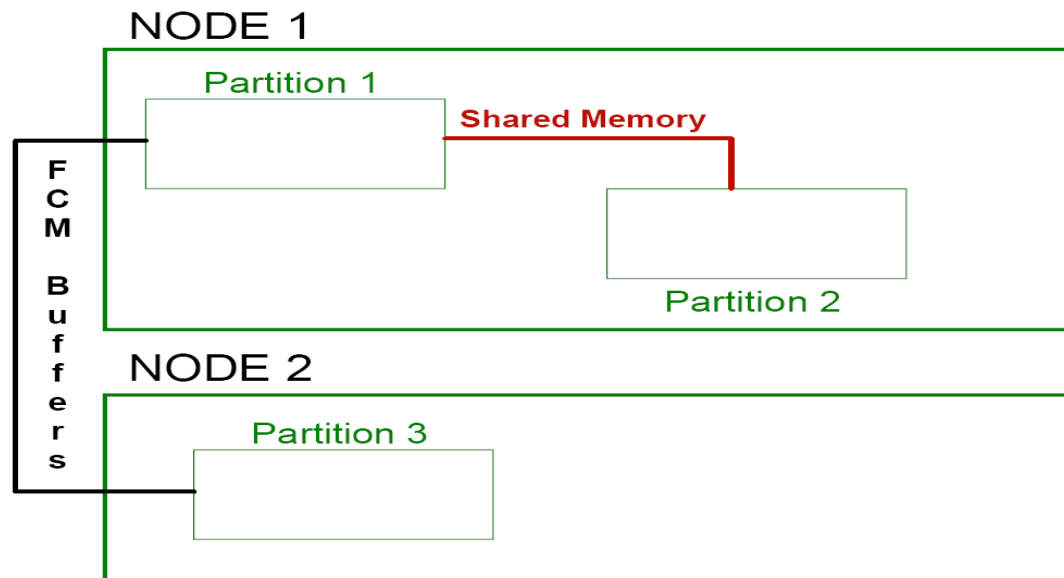 NODE 1
Partition 1
Shared Memory
FCM Buffers
Partition 2
NODE 2
Partition 3